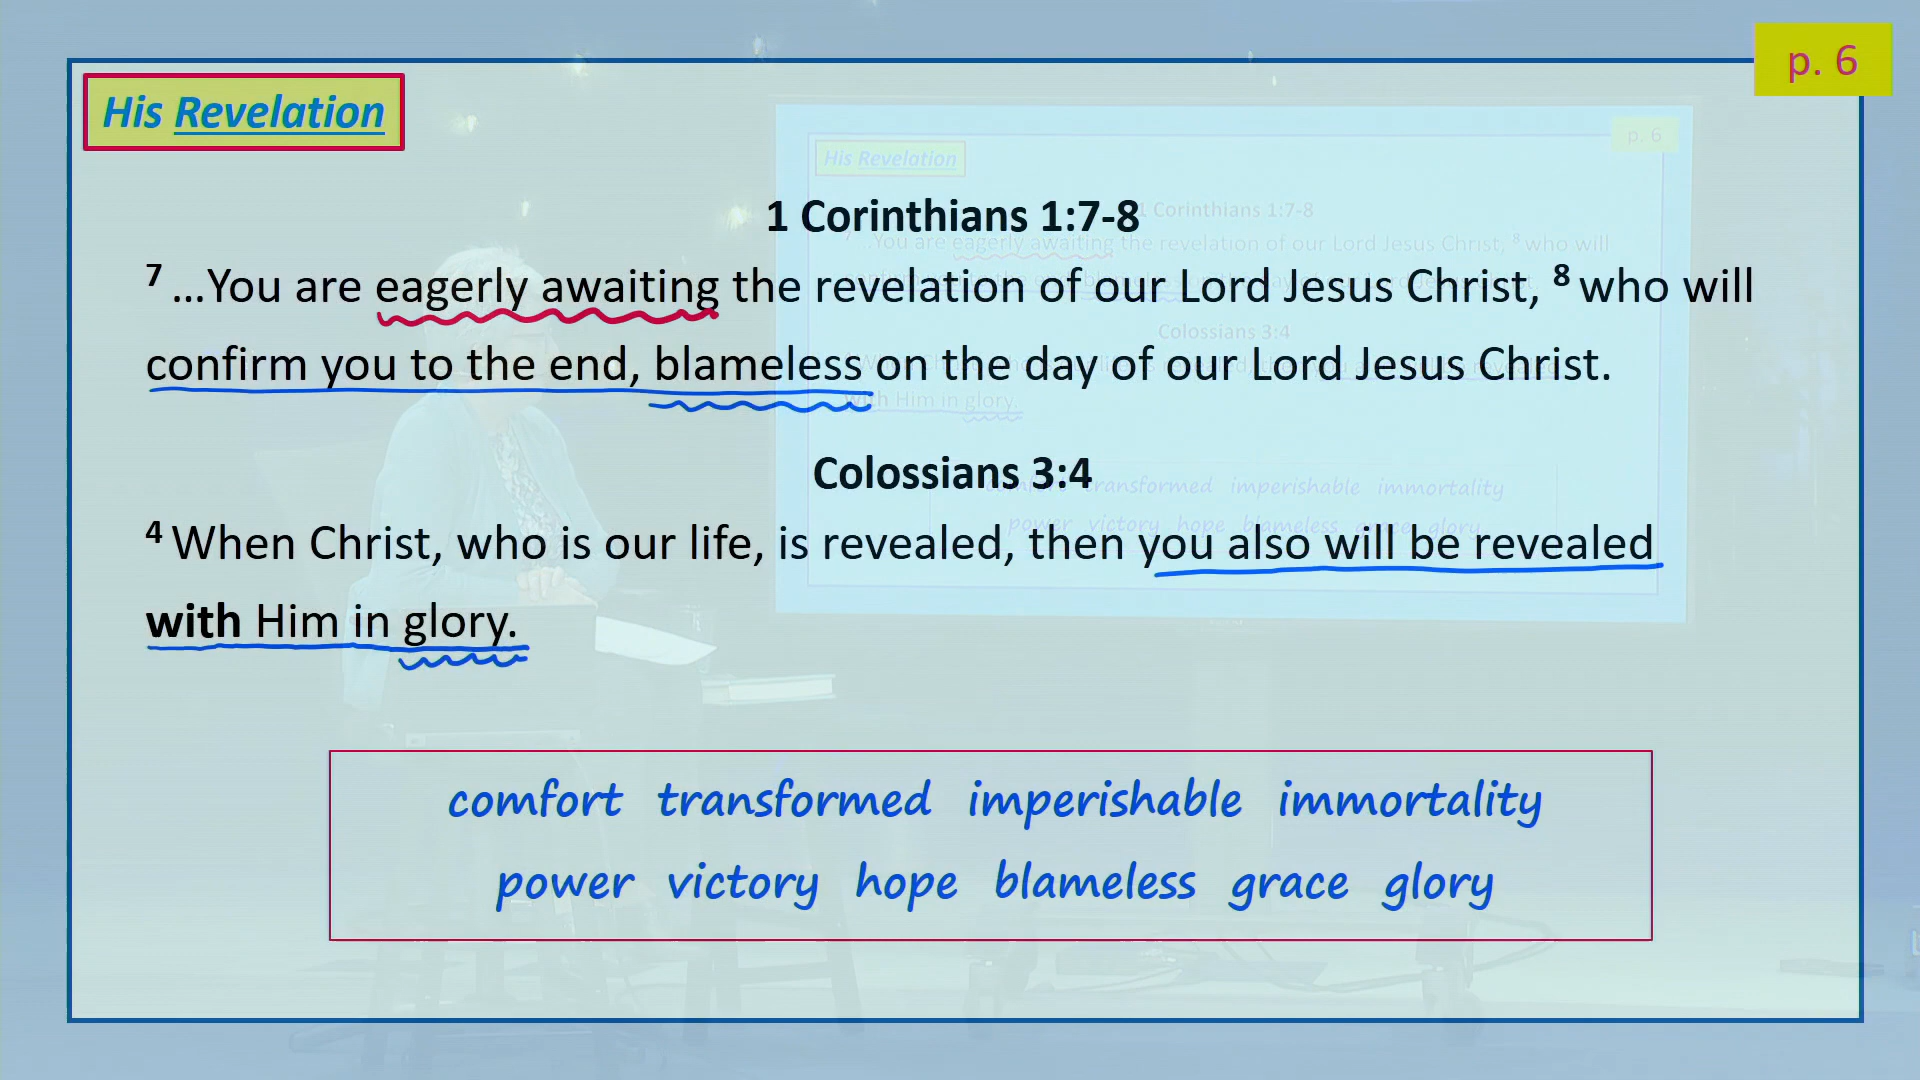 p. 6
His Revelation
1 Corinthians 1:7-8
7 ...You are eagerly awaiting the revelation of our Lord Jesus Christ, 8 who will
confirm you to the end, blameless on the day of our Lord Jesus Christ.
Colossians 3:4
4 When Christ, who is our life, is revealed, then you also will be revealed
with Him in glory.
comfort transformed imperishable immortality
power victory hope blameless grace glory